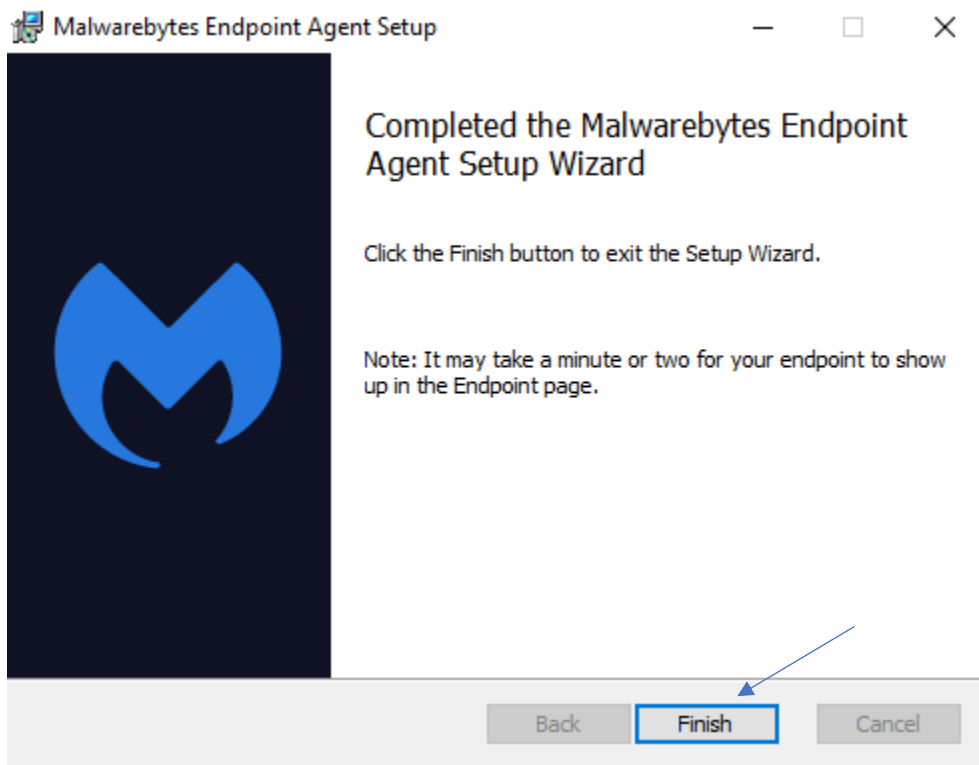 Malwarebytes Endpoint Agent Setup
Completed the Malwarebytes Endpoint
Agent Setup Wizard
Click the Finish button to exit the Setup Wizard.
Note: It may take a minute or two for your endpoint to show
up in the Endpoint page.
Back
Finish
Cancel